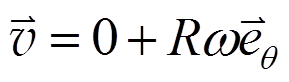 v⃗ = 0 + Rωe⃗_θ